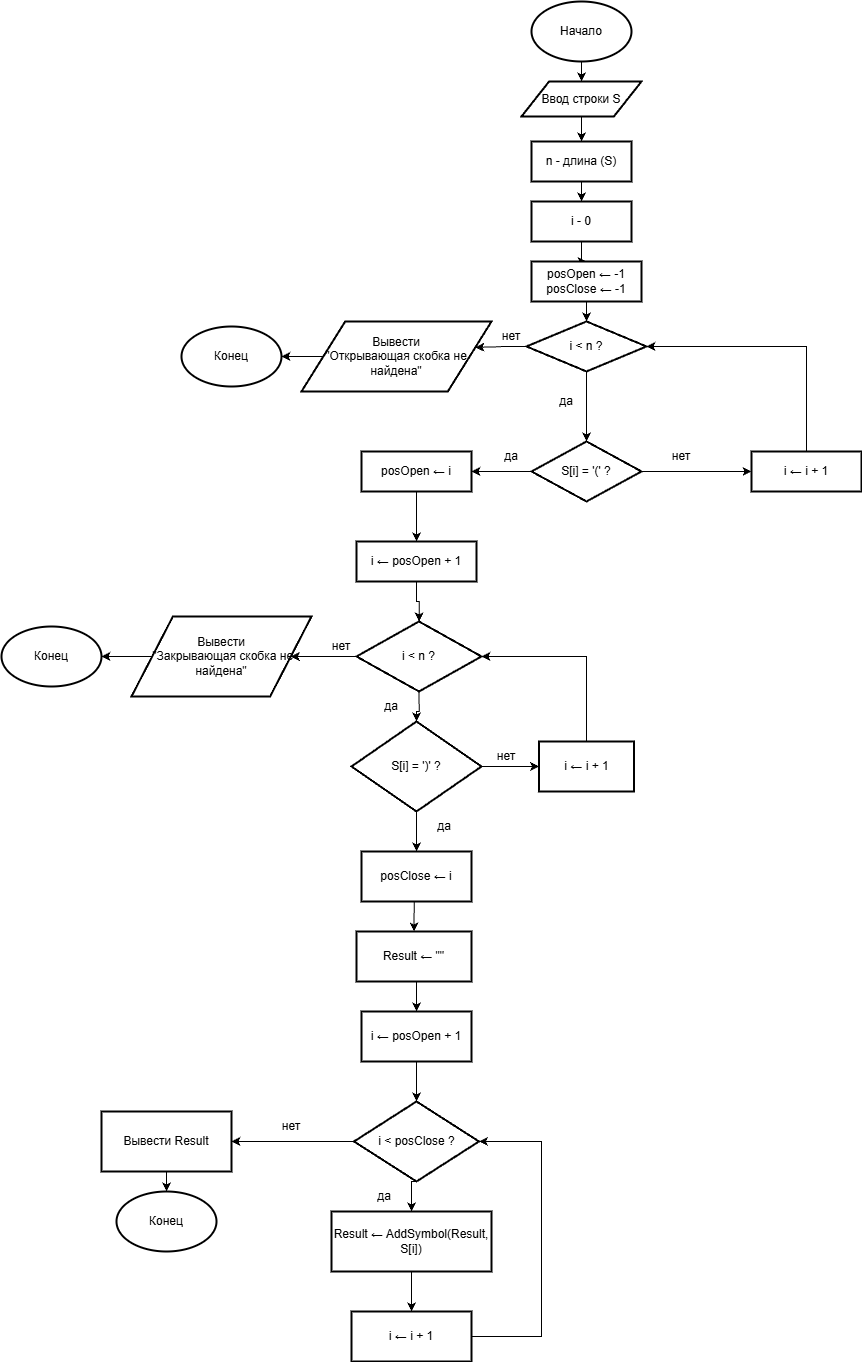 Начало
Ввод строки S
n - длина (S)
i - 0
posOpen ← -1
posClose ← -1
i < n ?
нет
Вывести
"Открывающая скобка не
найдена"
Конец
да
S[i] = '(' ?
да
нет
posOpen ← i
i ← i + 1
i ← posOpen + 1
i < n ?
нет
Вывести
"Закрывающая скобка не
найдена"
Конец
да
S[i] = ')' ?
нет
i ← i + 1
да
posClose ← i
Result ← ""
i ← posOpen + 1
i < posClose ?
нет
Вывести Result
Конец
да
Result ← AddSymbol(Result,
S[i])
i ← i + 1